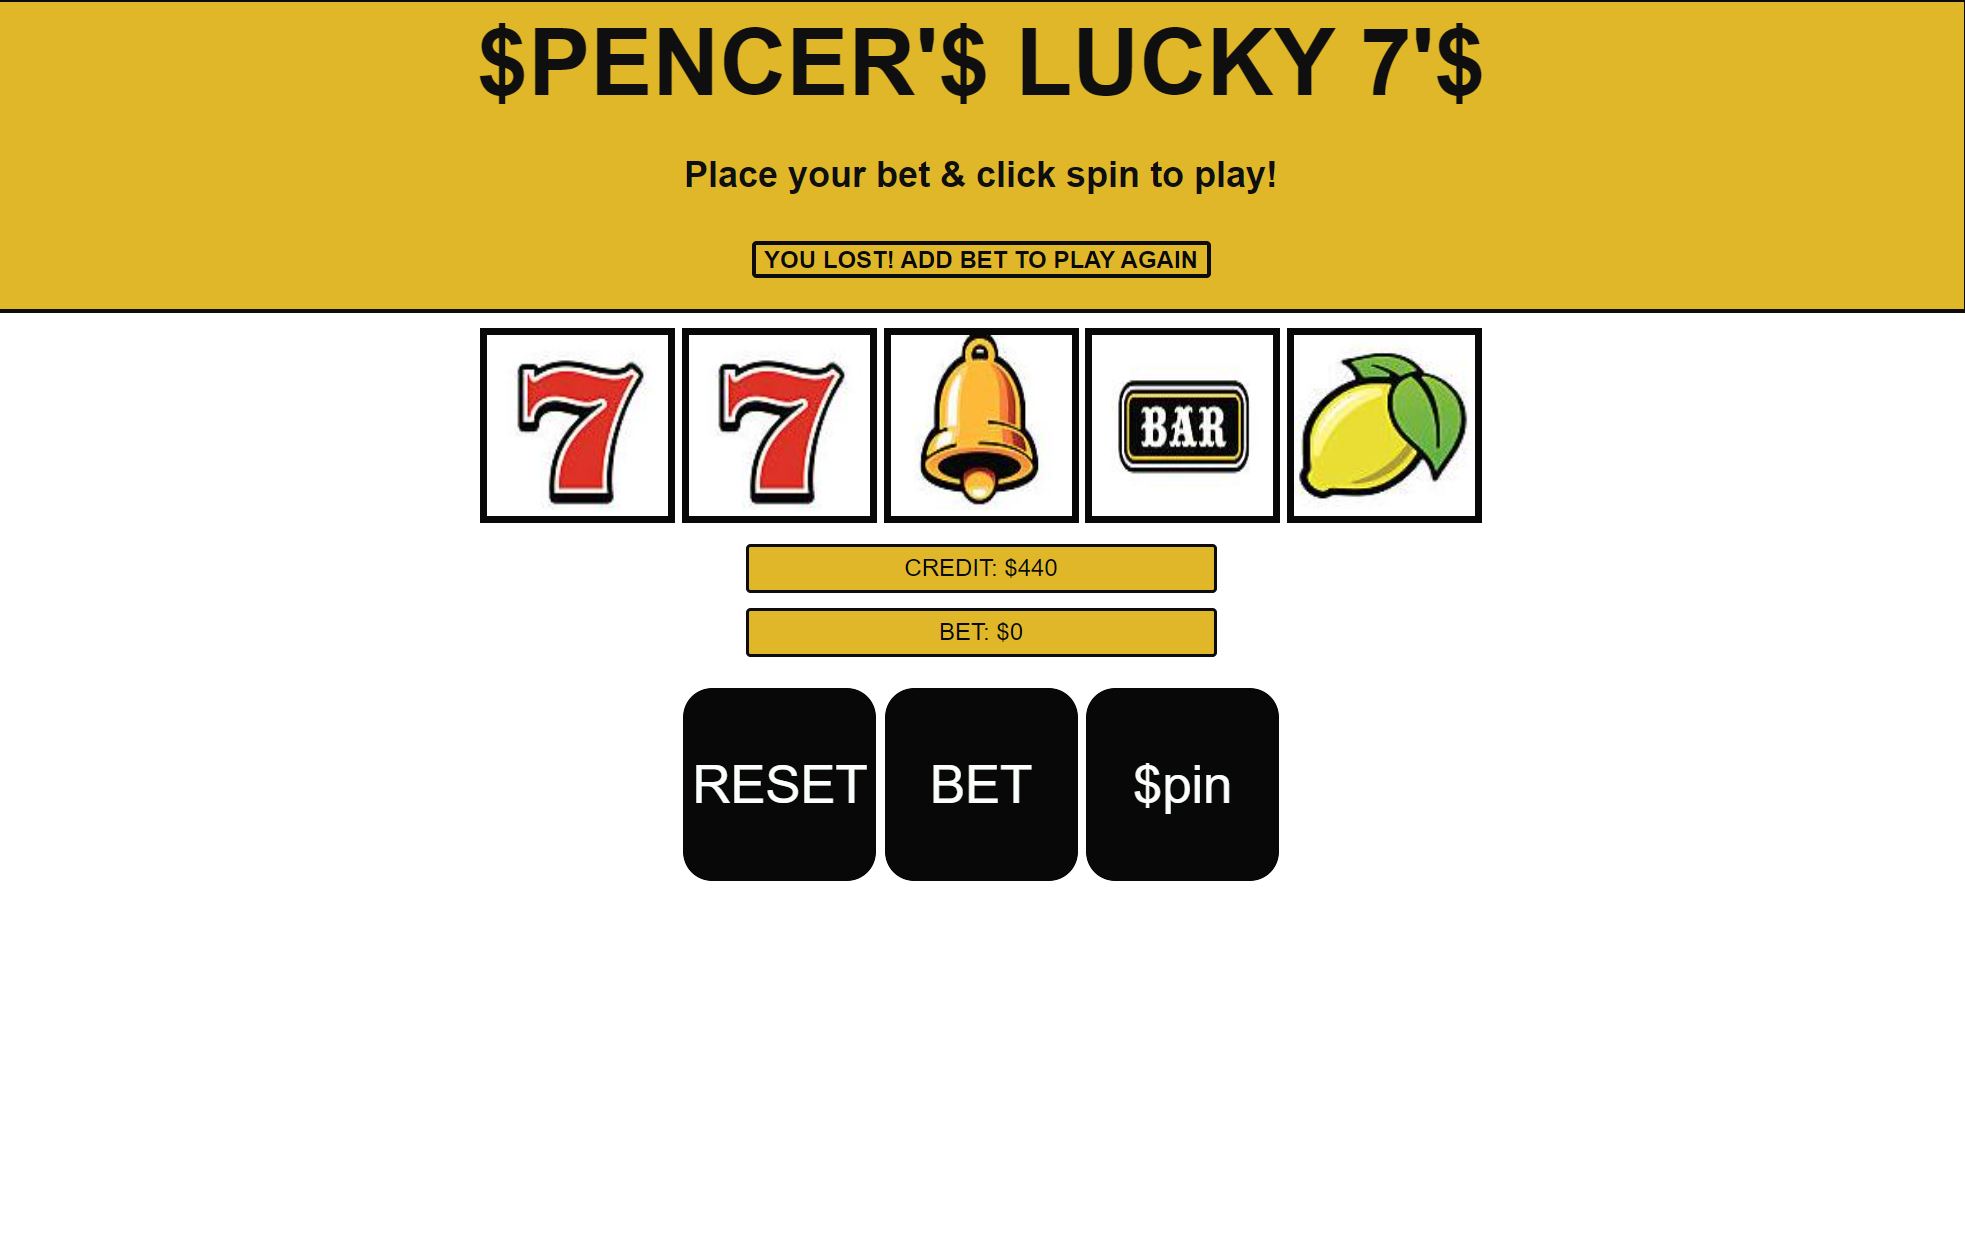 $PENCER'$ LUCKY 7'$
Place your bet & click spin to play!
YOU LOST! ADD BET TO PLAY AGAIN
7 7 BAR
CREDIT: $440
BET: $0
RESET BET $pin